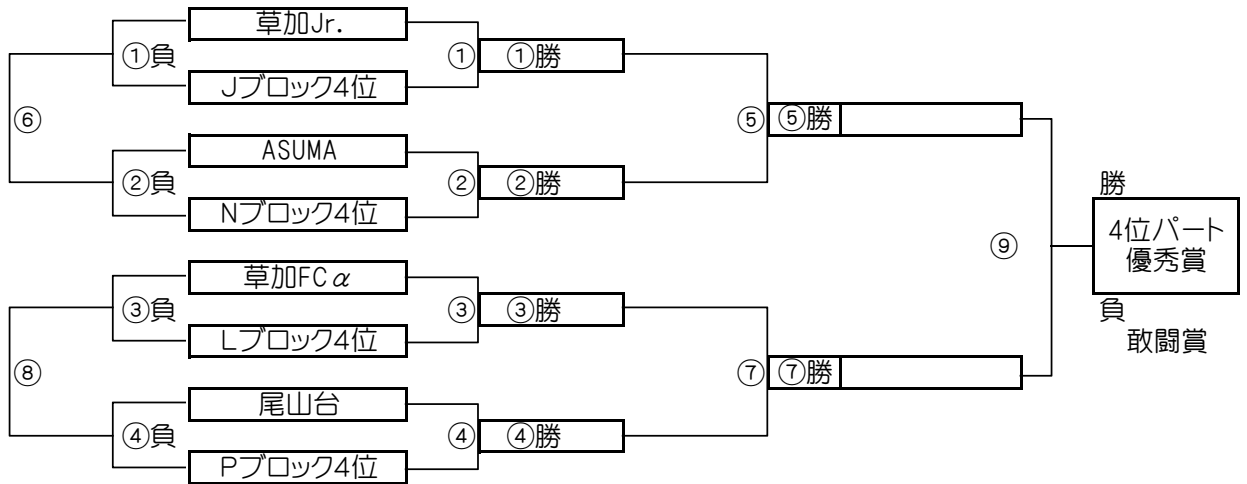 草加Jr.
①負
①
①勝
Jブロック4位
⑥
⑤
⑤勝
ASUMA
②負
②
②勝
Nブロック4位
勝
⑨
4位パート
優秀賞
草加FCα
③負
③
③勝
負
Lブロック4位
敢闘賞
⑧
⑦
⑦勝
尾山台
④負
④
④勝
Pブロック4位